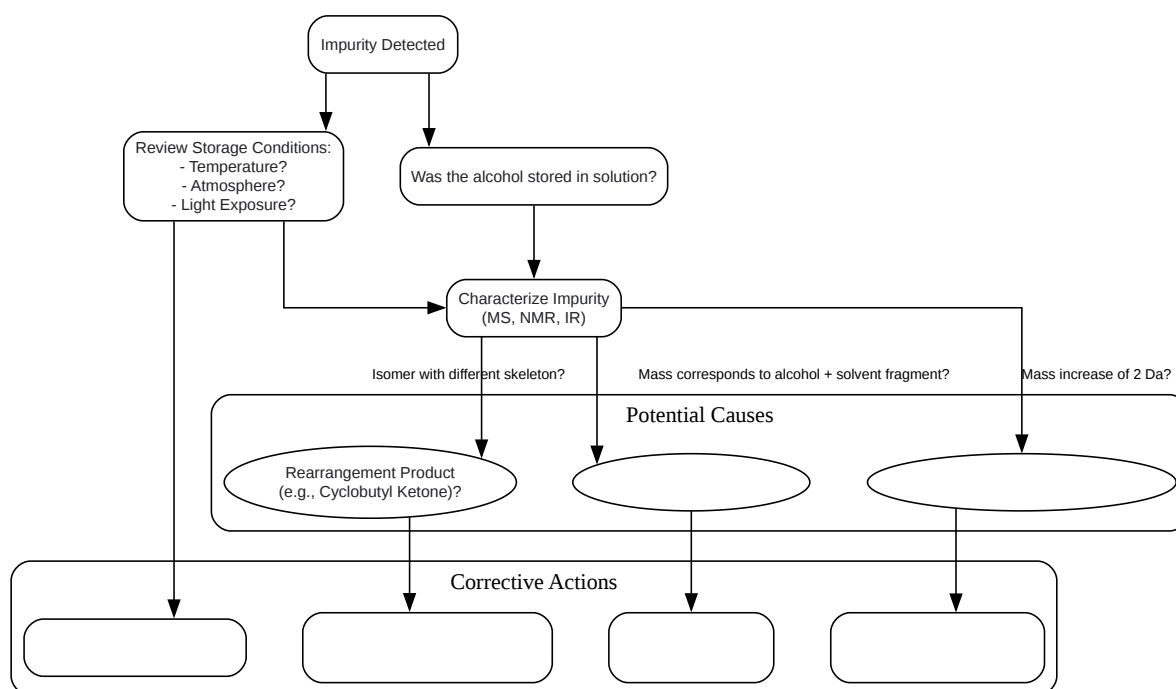 Impurity Detected
Review Storage Conditions:
- Temperature?
- Atmosphere?
- Light Exposure?
Was the alcohol stored in solution?
Characterize Impurity
(MS, NMR, IR)
Isomer with different skeleton?
Mass corresponds to alcohol + solvent fragment?
Mass increase of 2 Da?
Potential Causes
Rearrangement Product
(e.g., Cyclobutyl Ketone)?
Corrective Actions